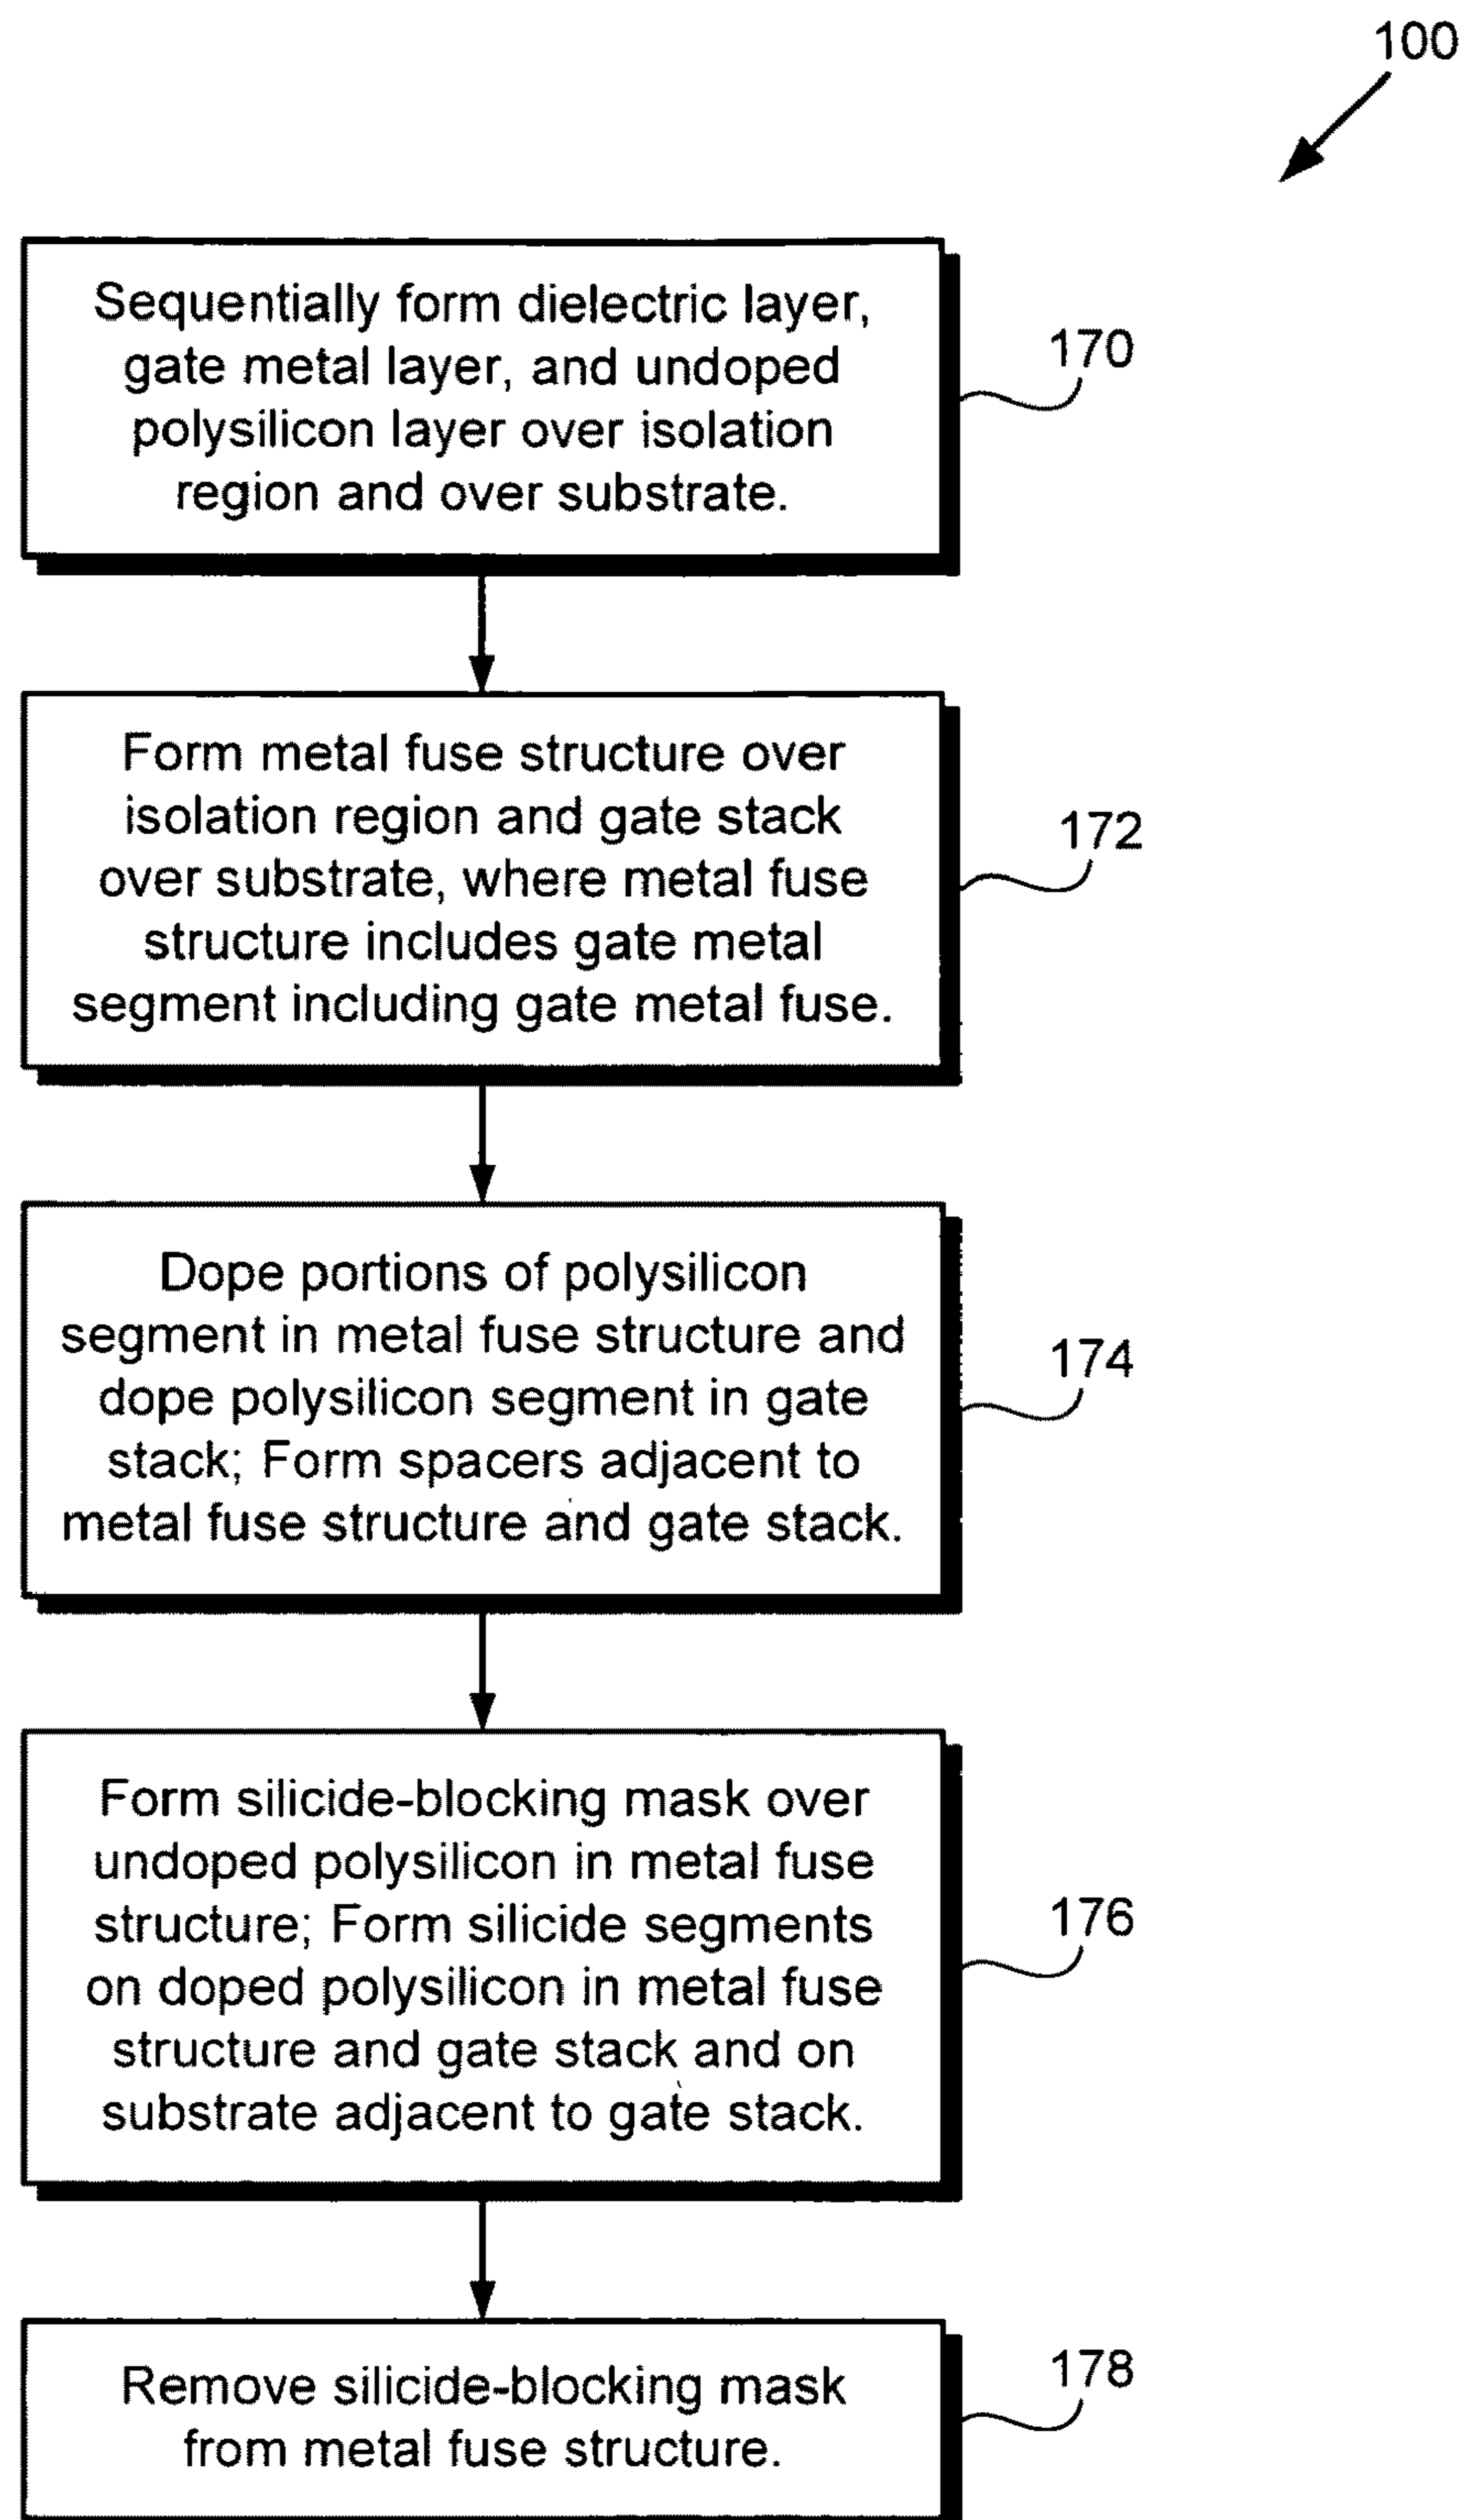 100
Sequentially form dielectric layer,
gate metal layer, and undoped
polysilicon layer over isolation
region and over substrate.
170
Form metal fuse structure over
isolation region and gate stack
over substrate, where metal fuse
structure includes gate metal
segment including gate metal fuse.
172
Dope portions of polysilicon
segment in metal fuse structure and
dope polysilicon segment in gate
stack; Form spacers adjacent to
metal fuse structure and gate stack.
174
Form silicide-blocking mask over
undoped polysilicon in metal fuse
structure; Form silicide segments
on doped polysilicon in metal fuse
structure and gate stack and on
substrate adjacent to gate stack.
176
Remove silicide-blocking mask
from metal fuse structure.
178